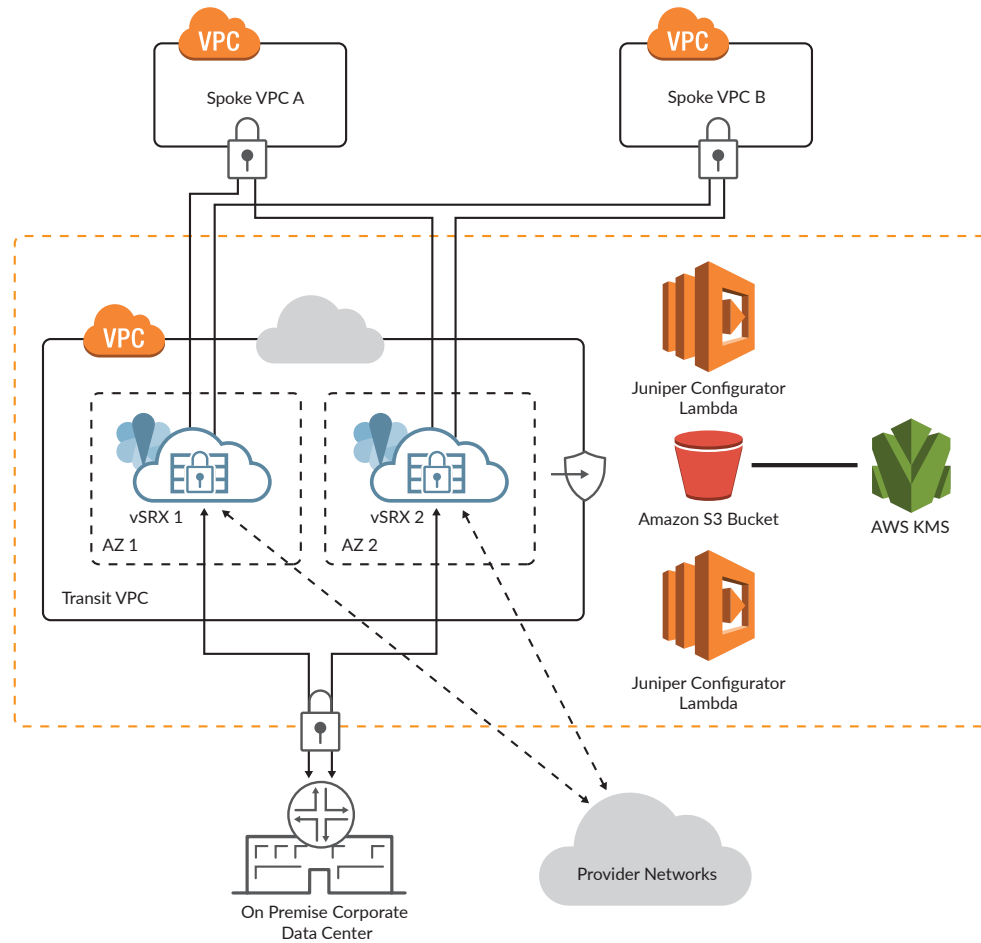 VPC
Spoke VPC A
VPC
Spoke VPC B
VPC
vSRX 1
AZ 1
vSRX 2
AZ 2
Transit VPC
Juniper Configurator
Lambda
Amazon S3 Bucket
AWS KMS
Juniper Configurator
Lambda
On Premise Corporate
Data Center
Provider Networks